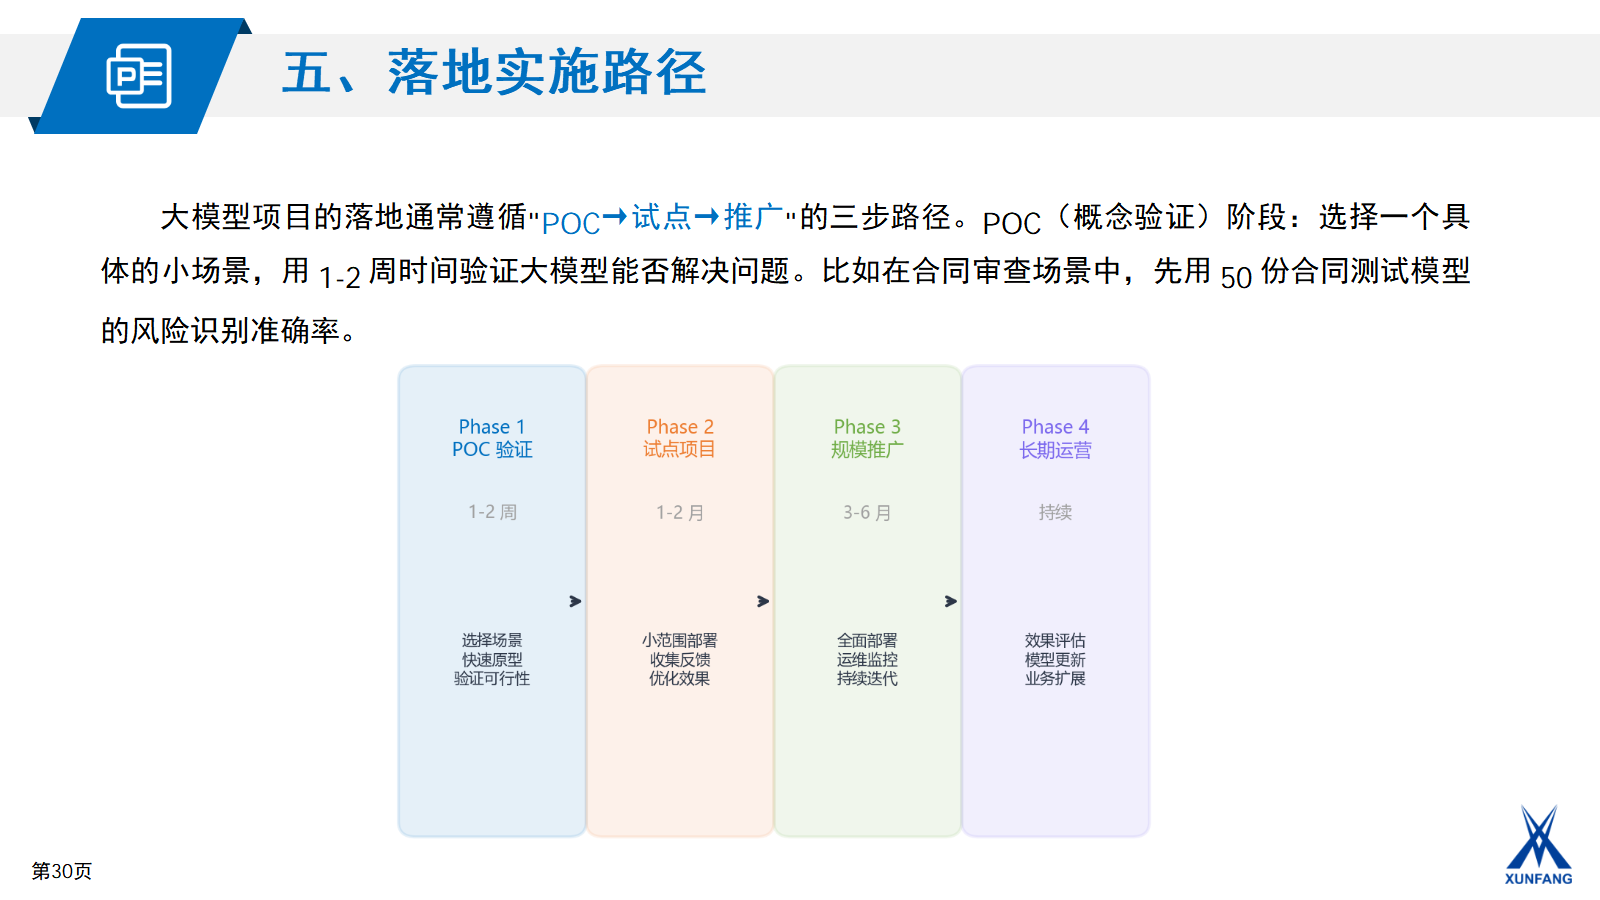 五、落地实施路径
大模型项目的落地通常遵循"POC→试点→推广"的三步路径。POC（概念验证）阶段：选择一个具
体的小场景，用 1-2 周时间验证大模型能否解决问题。比如在合同审查场景中，先用 50 份合同测试模型
的风险识别准确率。
Phase 1
POC 验证
1-2 周
选择场景
快速原型
验证可行性
Phase 2
试点项目
1-2 月
小范围部署
收集反馈
优化效果
Phase 3
规模推广
3-6 月
全面部署
运维监控
持续迭代
Phase 4
长期运营
持续
效果评估
模型更新
业务扩展
第30页
XUNFANG